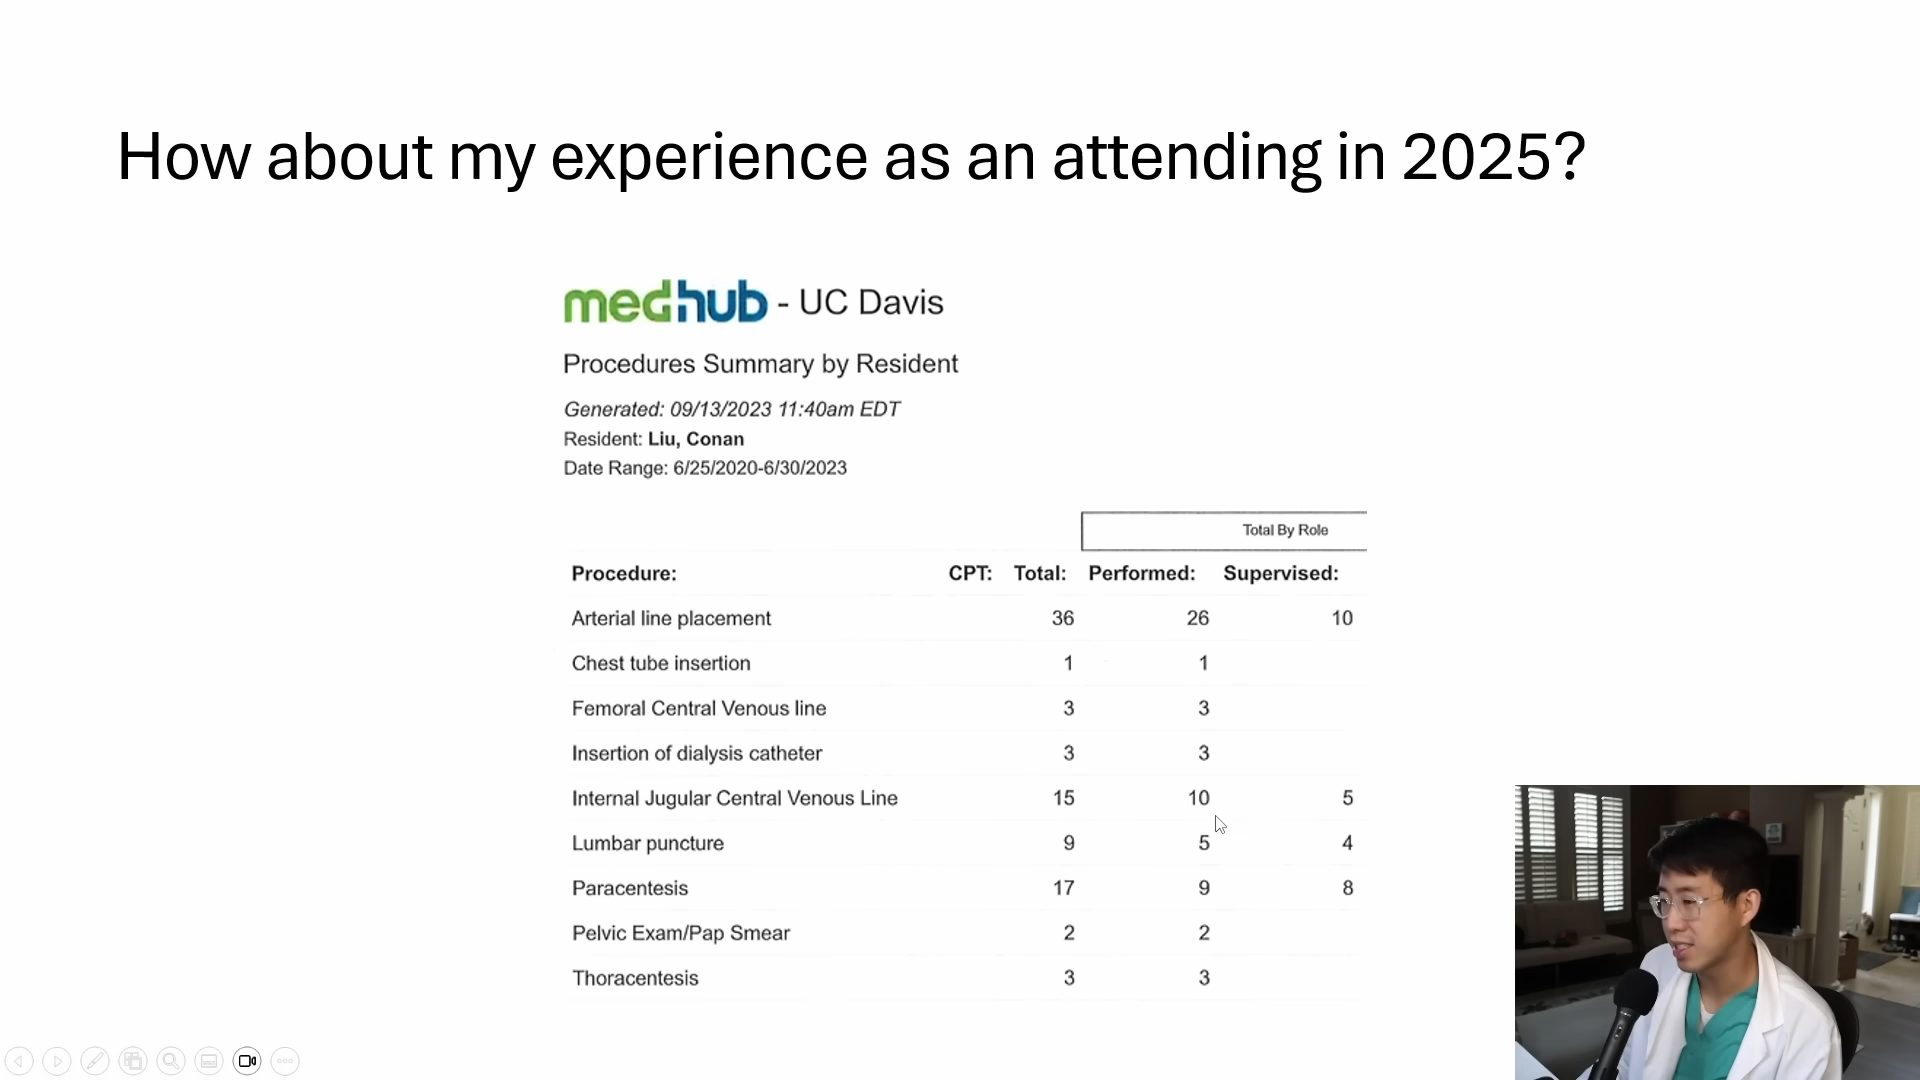 How about my experience as an attending in 2025?
medhub - UC Davis
Procedures Summary by Resident
Generated: 09/13/2023 11:40am EDT
Resident: Liu, Conan
Date Range: 6/25/2020-6/30/2023
Total By Role
Procedure: CPT: Total: Performed: Supervised:
Arterial line placement 36 26 10
Chest tube insertion 1 1
Femoral Central Venous line 3 3
Insertion of dialysis catheter 3 3
Internal Jugular Central Venous Line 15 10 5
Lumbar puncture 9 5 4
Paracentesis 17 9 8
Pelvic Exam/Pap Smear 2 2
Thoracentesis 3 3